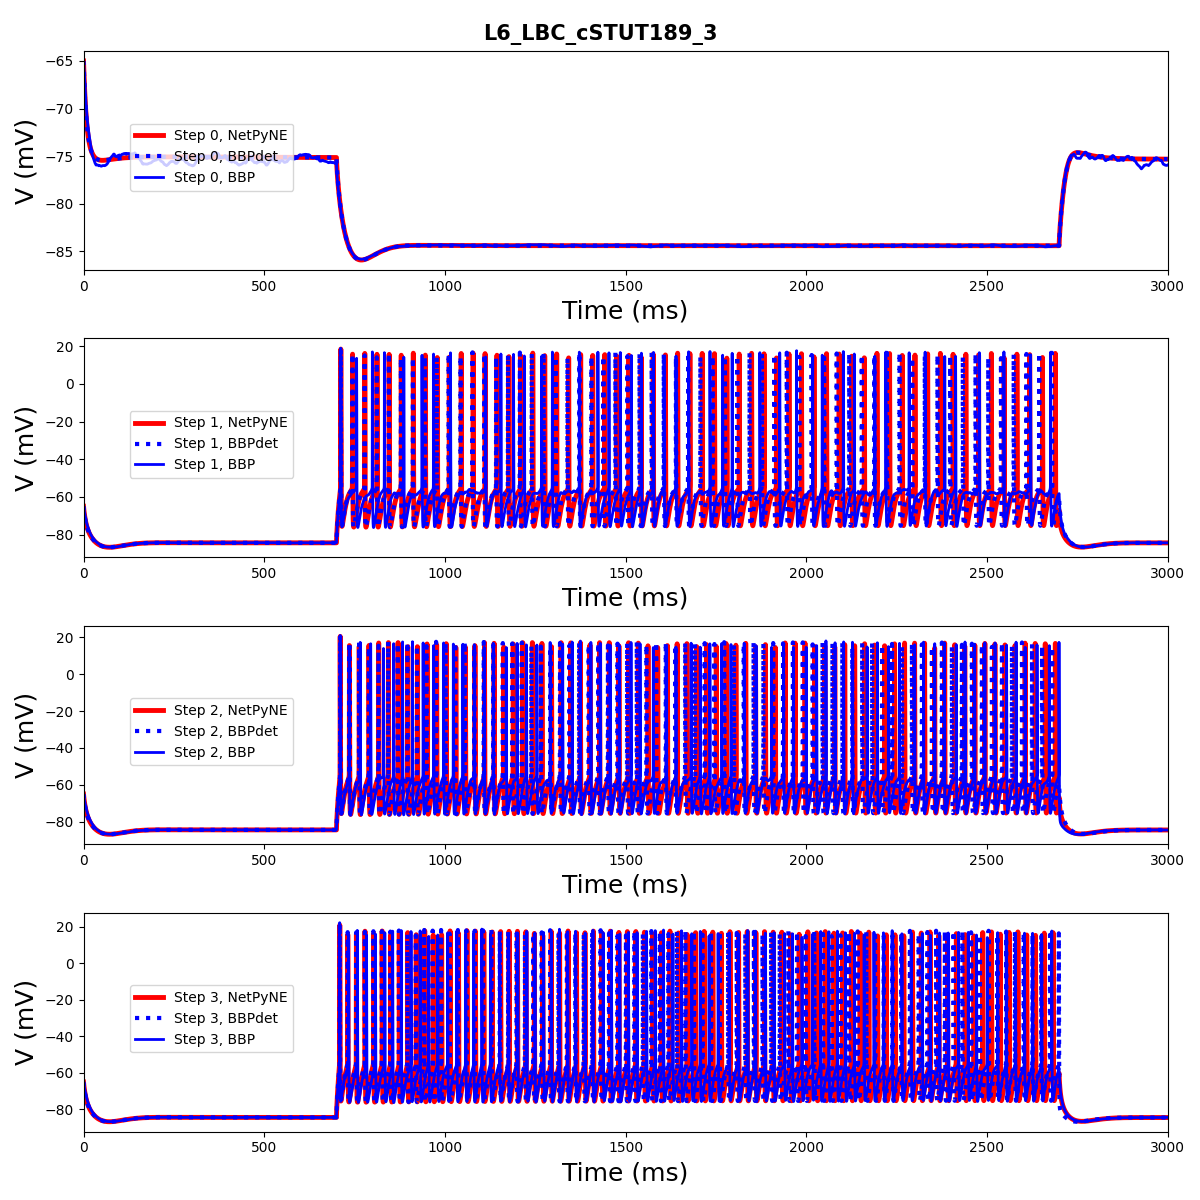 L6_LBC_cSTUT189_3
−65
−70
−75
−80
−85
V (mV)
Step 0, NetPyNE
Step 0, BBPdet
Step 0, BBP
0 500 1000 1500 2000 2500 3000
Time (ms)
20
0
−20
−40
−60
−80
V (mV)
Step 1, NetPyNE
Step 1, BBPdet
Step 1, BBP
0 500 1000 1500 2000 2500 3000
Time (ms)
20
0
−20
−40
−60
−80
V (mV)
Step 2, NetPyNE
Step 2, BBPdet
Step 2, BBP
0 500 1000 1500 2000 2500 3000
Time (ms)
20
0
−20
−40
−60
−80
V (mV)
Step 3, NetPyNE
Step 3, BBPdet
Step 3, BBP
0 500 1000 1500 2000 2500 3000
Time (ms)